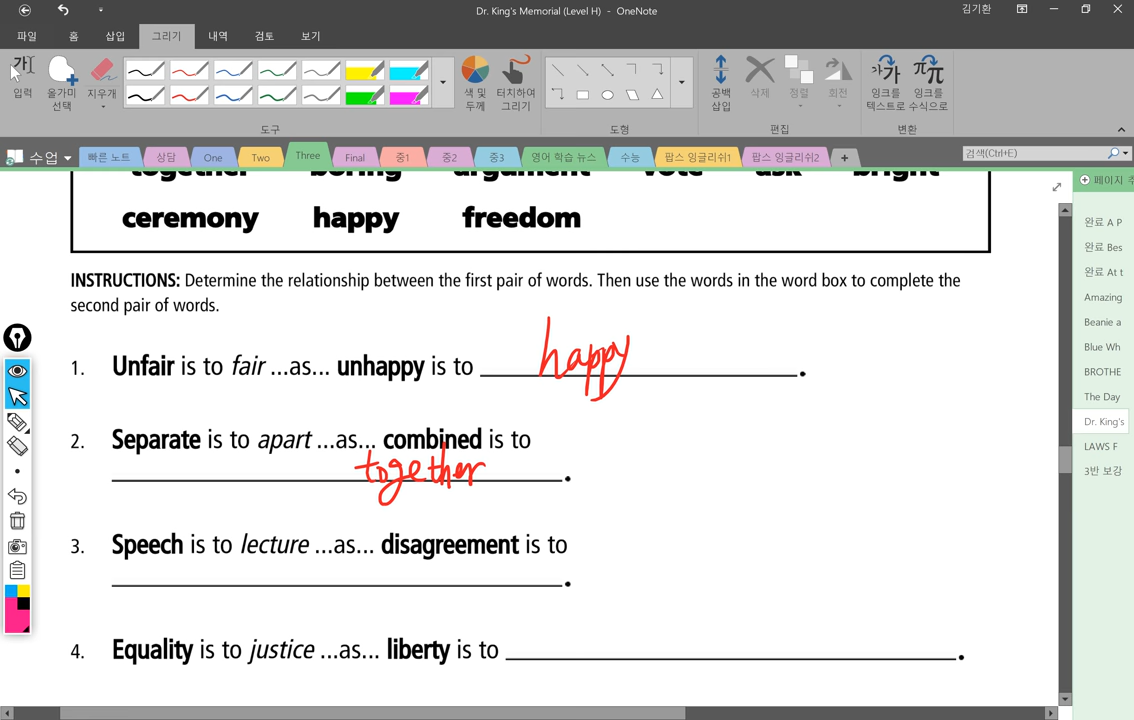 Dr. King's Memorial (Level H) - OneNote
김기환
파일 홈 삽입 그리기 내역 검토 보기
가
입력
올가미 선택
지우개
색 및 두께
터치하여 그리기
공백 삽입
삭제
정렬
회전
잉크를 텍스트로
잉크를 수식으로
도구 도형 편집 변환
수업 빠른 노트 상담 One Two Three Final 중1 중2 중3 영어 학습 뉴스 수능 팝스 잉글리쉬1 팝스 잉글리쉬2 +
검색(Ctrl+E)
페이지 추
together boring argument vote ask bright
ceremony happy freedom
INSTRUCTIONS: Determine the relationship between the first pair of words. Then use the words in the word box to complete the
second pair of words.
1. Unfair is to fair ...as... unhappy is to happy.
2. Separate is to apart ...as... combined is to
together.
3. Speech is to lecture ...as... disagreement is to
.
4. Equality is to justice ...as... liberty is to .
완료 A P
완료 Bes
완료 At t
Amazing
Beanie a
Blue Wh
BROTHE
The Day
Dr. King's
LAWS F
3반 보강